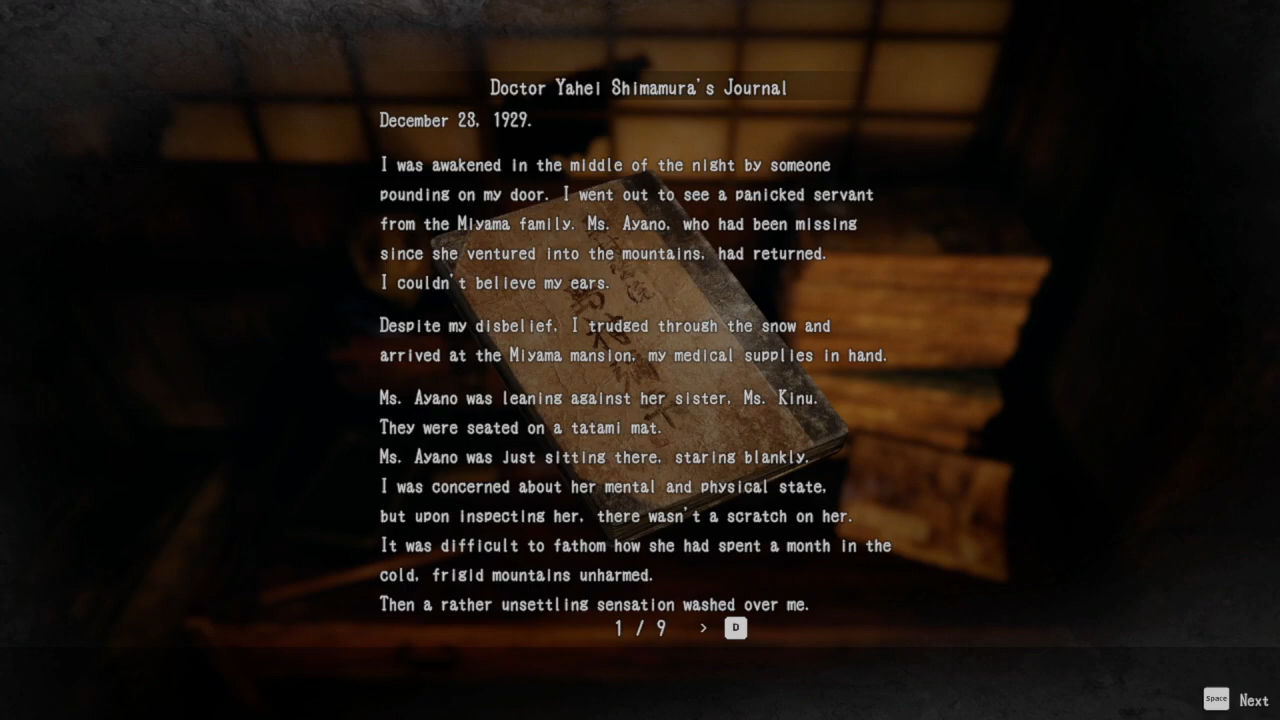 Doctor Yahei Shimamura's Journal
December 23, 1929.
I was awakened in the middle of the night by someone
pounding on my door. I went out to see a panicked servant
from the Miyama family. Ms. Ayano, who had been missing
since she ventured into the mountains, had returned.
I couldn't believe my ears.
Despite my disbelief, I trudged through the snow and
arrived at the Miyama mansion, my medical supplies in hand.
Ms. Ayano was leaning against her sister, Ms. Kinu.
They were seated on a tatami mat.
Ms. Ayano was just sitting there, staring blankly.
I was concerned about her mental and physical state,
but upon inspecting her, there wasn't a scratch on her.
It was difficult to fathom how she had spent a month in the
cold, frigid mountains unharmed.
Then a rather unsettling sensation washed over me.
1 / 9 > D
Space Next